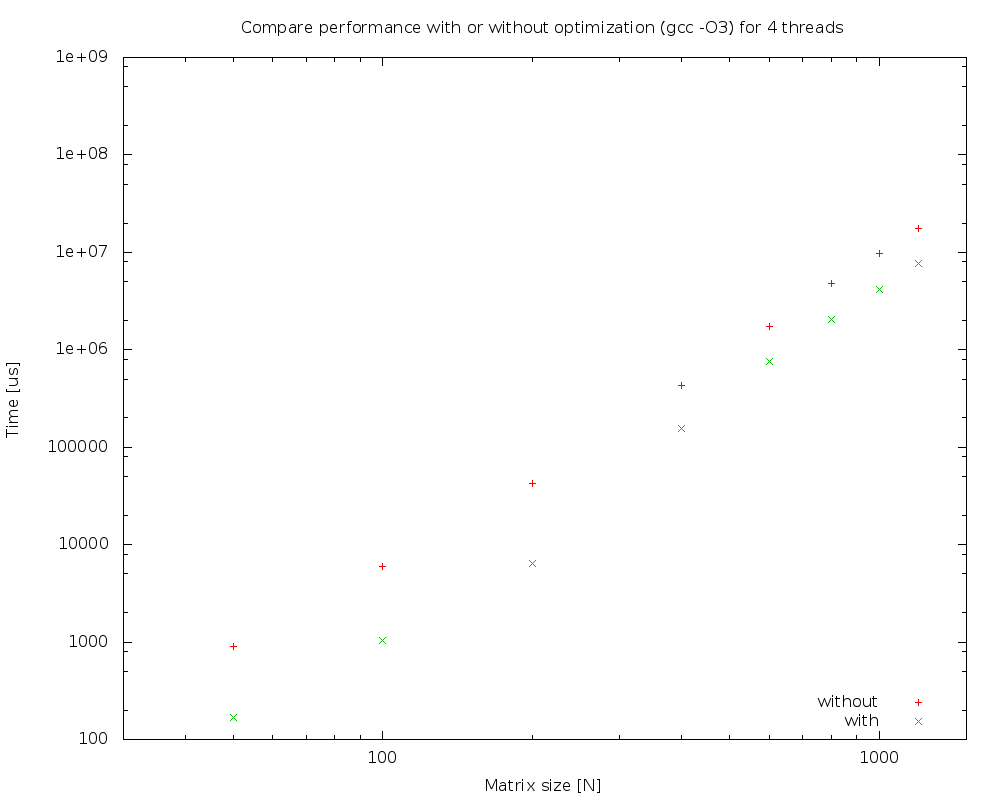 Compare performance with or without optimization (gcc -O3) for 4 threads
1e+09
1e+08
1e+07
1e+06
100000
10000
1000
100
Time [us]
without
with
100
1000
Matrix size [N]